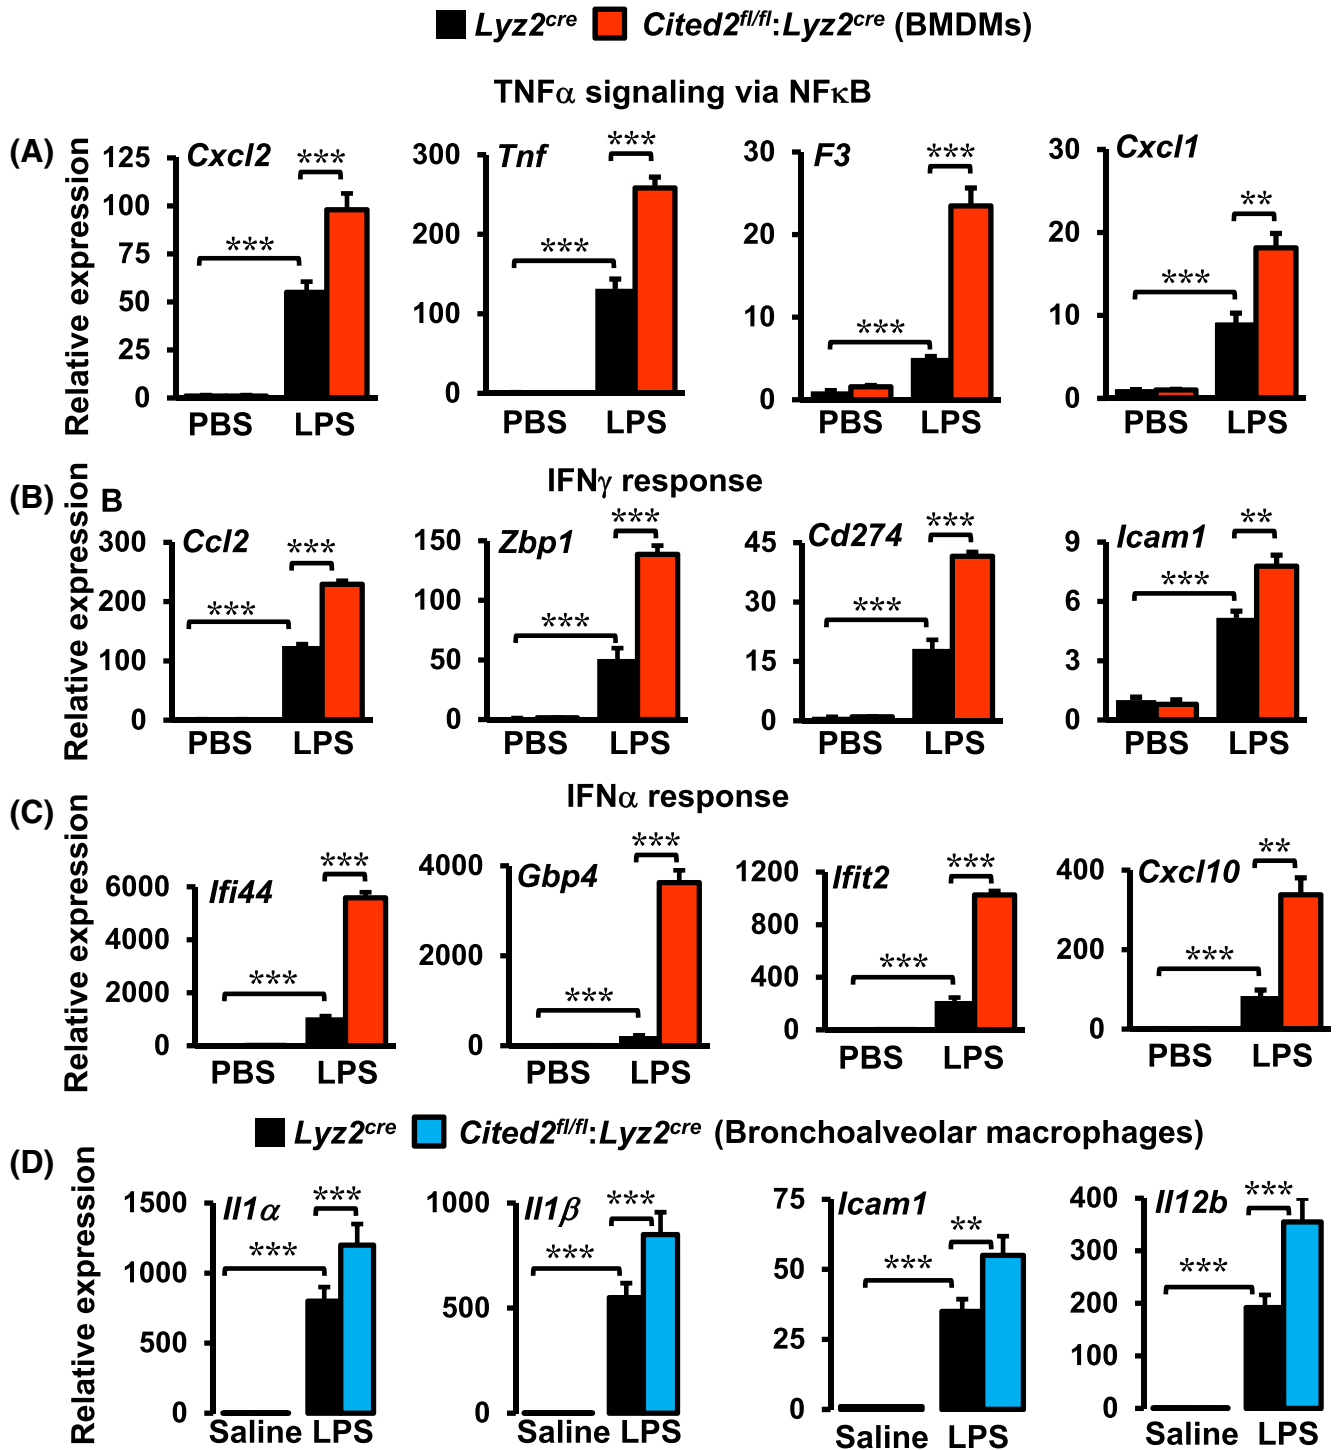 Lyz2cre Cited2fl/fl:Lyz2cre (BMDMs)
TNFα signaling via NFκB
(A)
Relative expression
Cxcl2
125
100
75
50
25
0
***
***
PBS LPS
Tnf
300
200
100
0
***
***
PBS LPS
F3
30
20
10
0
***
***
PBS LPS
Cxcl1
30
20
10
0
***
**
PBS LPS
(B) B
IFNγ response
Relative expression
Ccl2
300
200
100
0
***
***
PBS LPS
Zbp1
150
100
50
0
***
***
PBS LPS
Cd274
45
30
15
0
***
***
PBS LPS
Icam1
9
6
3
0
***
**
PBS LPS
(C)
IFNα response
Relative expression
Ifi44
6000
4000
2000
0
***
***
PBS LPS
Gbp4
4000
2000
0
***
***
PBS LPS
Ifit2
1200
800
400
0
***
***
PBS LPS
Cxcl10
400
200
0
***
**
PBS LPS
Lyz2cre Cited2fl/fl:Lyz2cre (Bronchoalveolar macrophages)
(D)
Relative expression
Il1α
1500
1000
500
0
***
***
Saline LPS
Il1β
1000
500
0
***
***
Saline LPS
Icam1
75
50
25
0
***
**
Saline LPS
Il12b
400
300
200
100
0
***
***
Saline LPS